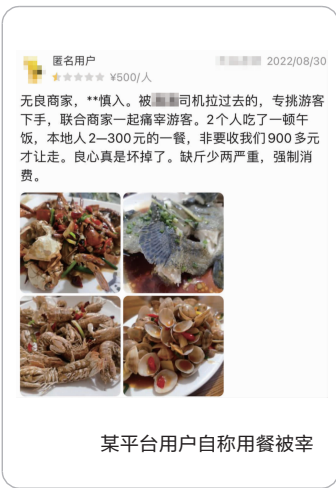 匿名用户
2022/08/30
¥500/人
无良商家，**慎入。被司机拉过去的，专挑游客
下手，联合商家一起痛宰游客。2个人吃了一顿午
饭，本地人2—300元的一餐，非要收我们900多元
才让走。良心真是坏掉了。缺斤少两严重，强制消
费。
某平台用户自称用餐被宰